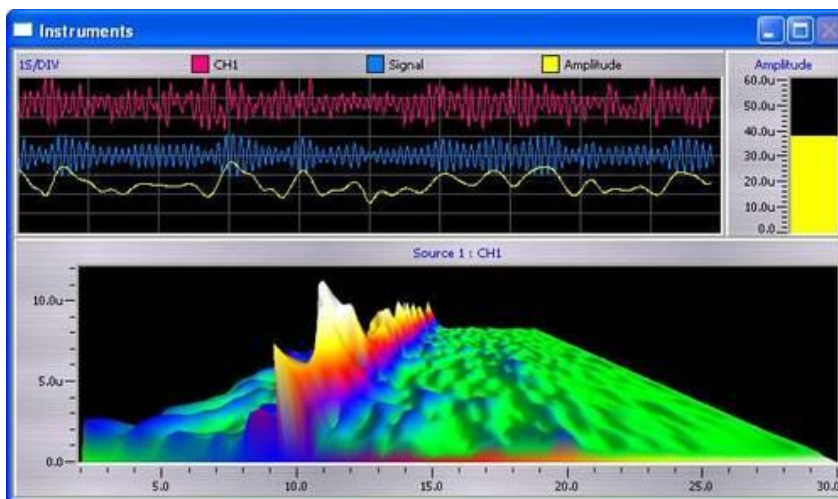 Instruments
1S/DIV CH1 Signal Amplitude
Amplitude
60.0u
50.0u
40.0u
30.0u
20.0u
10.0u
0.0
Source 1 : CH1
10.0u
5.0u
0.0
5.0 10.0 15.0 20.0 25.0 30.0